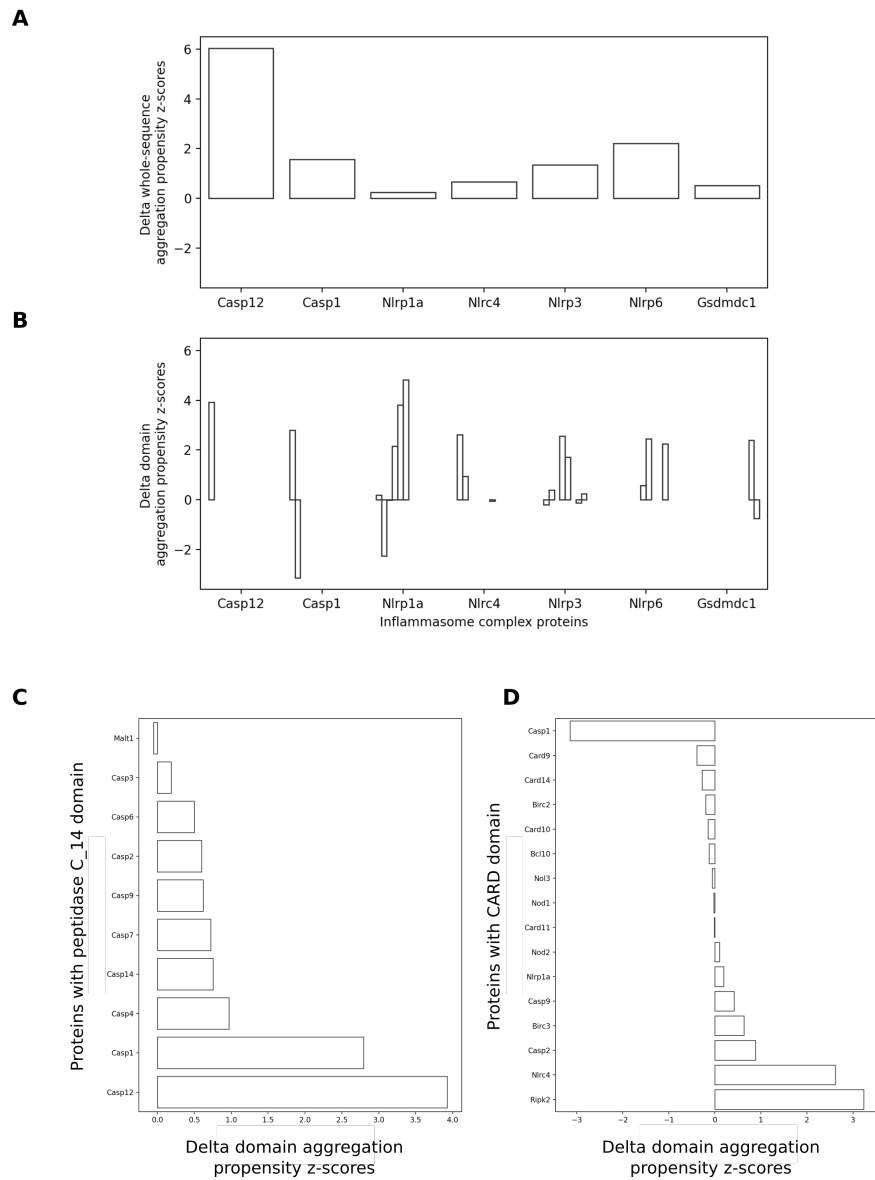 A
Delta whole-sequence
aggregation propensity z-scores
6
4
2
0
−2
Casp12 Casp1 Nlrp1a Nlrc4 Nlrp3 Nlrp6 Gsdmdc1
B
Delta domain
aggregation propensity z-scores
6
4
2
0
−2
Casp12 Casp1 Nlrp1a Nlrc4 Nlrp3 Nlrp6 Gsdmdc1
Inflammasome complex proteins
C
Proteins with peptidase C_14 domain
Malt1
Casp3
Casp6
Casp2
Casp9
Casp7
Casp14
Casp4
Casp1
Casp12
0.0 0.5 1.0 1.5 2.0 2.5 3.0 3.5 4.0
Delta domain aggregation
propensity z-scores
D
Proteins with CARD domain
Casp1
Card9
Card14
Birc2
Card10
Bcl10
Nol3
Nod1
Card11
Nod2
Nlrp1a
Casp9
Birc3
Casp2
Nlrc4
Ripk2
−3 −2 −1 0 1 2 3
Delta domain aggregation
propensity z-scores